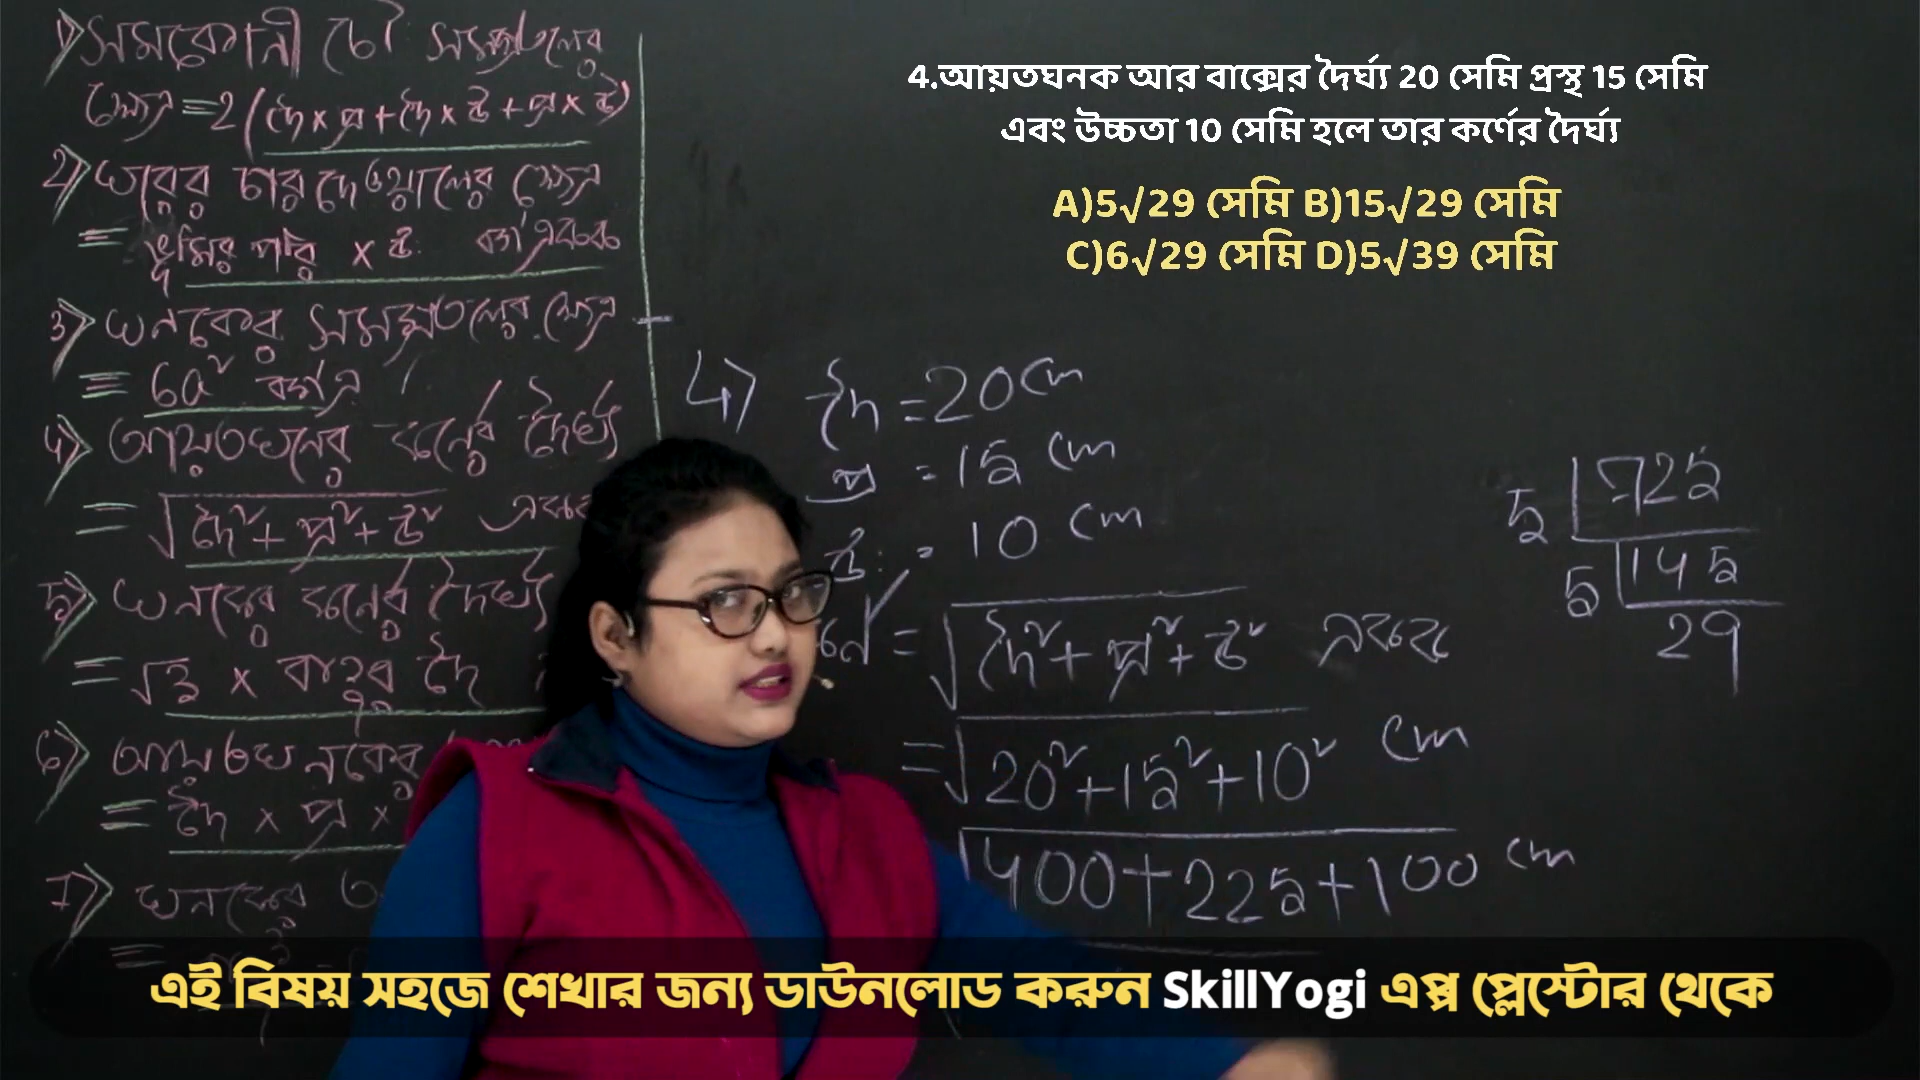 4.আয়তঘনক আর বাক্সের দৈর্ঘ্য 20 সেমি প্রস্থ 15 সেমি
এবং উচ্চতা 10 সেমি হলে তার কর্ণের দৈর্ঘ্য
A)5√29 সেমি B)15√29 সেমি
C)6√29 সেমি D)5√39 সেমি
1) সমকোনী চৌ সমগ্রতলের
ক্ষেত্র = 2 (দৈ × প্র + দৈ × উ + প্র × উ)
2) ঘরের চার দেওয়ালের ক্ষেত্র
= ভূমির পরি × উ: বর্গ একক
3) ঘনকের সমগ্রতলের ক্ষেত্র
= 6a² বর্গ এ
4) আয়তঘনের কর্নের দৈর্ঘ্য
= √দৈ² + প্র² + উ²
5) ঘনকের কর্নের দৈর্ঘ্য
= √3 × বাহুর দৈ
6) আয়তঘনকের
= দৈ × প্র ×
7) ঘনকের
4) দৈ = 20 cm
প্র = 15 cm
উ: = 10 cm
= √দৈ² + প্র² + উ² একক
= √20² + 15² + 10² cm
√400 + 225 + 100 cm
5 725
5 145
29
এই বিষয় সহজে শেখার জন্য ডাউনলোড করুন SkillYogi এপ্প প্লেস্টোর থেকে